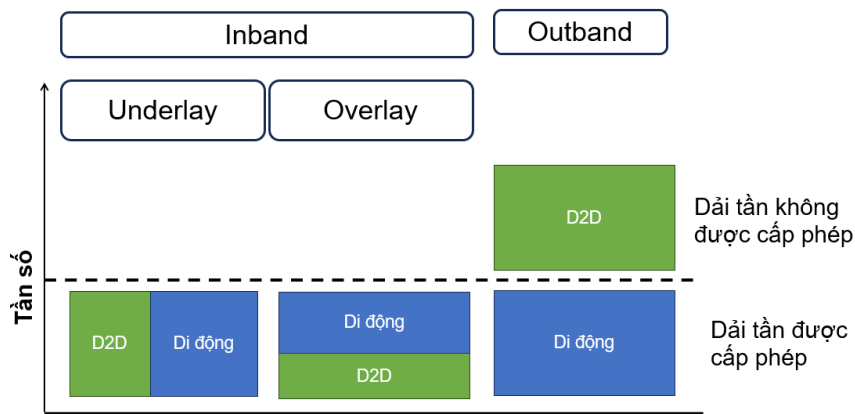 Inband
Outband
Underlay
Overlay
Tần số
D2D
Dải tần không
được cấp phép
D2D
Di động
Di động
D2D
Di động
Dải tần được
cấp phép